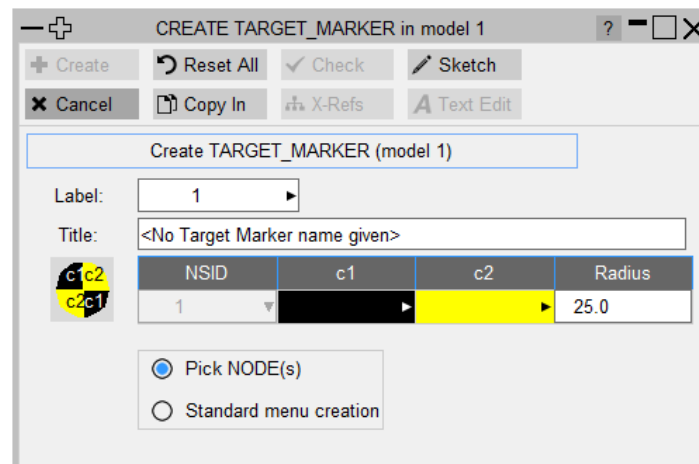 CREATE TARGET_MARKER in model 1 ?
Create Reset All Check Sketch
Cancel Copy In X-Refs A Text Edit
Create TARGET_MARKER (model 1)
Label: 1
Title: <No Target Marker name given>
c1 c2 NSID c1 c2 Radius
c2 c1 1 25.0
Pick NODE(s)
Standard menu creation